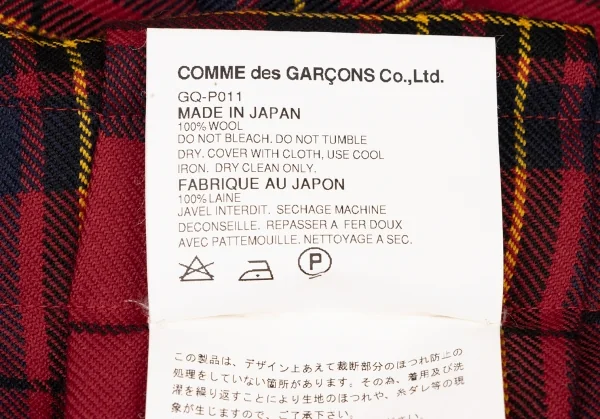 COMME des GARÇONS Co.,Ltd.
GQ-P011
MADE IN JAPAN
100% WOOL
DO NOT BLEACH. DO NOT TUMBLE
DRY. COVER WITH CLOTH, USE COOL
IRON. DRY CLEAN ONLY.
FABRIQUE AU JAPON
100% LAINE
JAVEL INTERDIT. SECHAGE MACHINE
DECONSEILLE. REPASSER A FER DOUX
AVEC PATTEMOUILLE. NETTOYAGE A SEC.
P
この製品は、デザイン上あえて裁断部分のほつれ防止の
処理をしていない箇所があります。その為、着用及び洗
濯を繰り返すことにより生地のほつれや、糸ダレ等の現
象が生じますので、ご了承下さい。